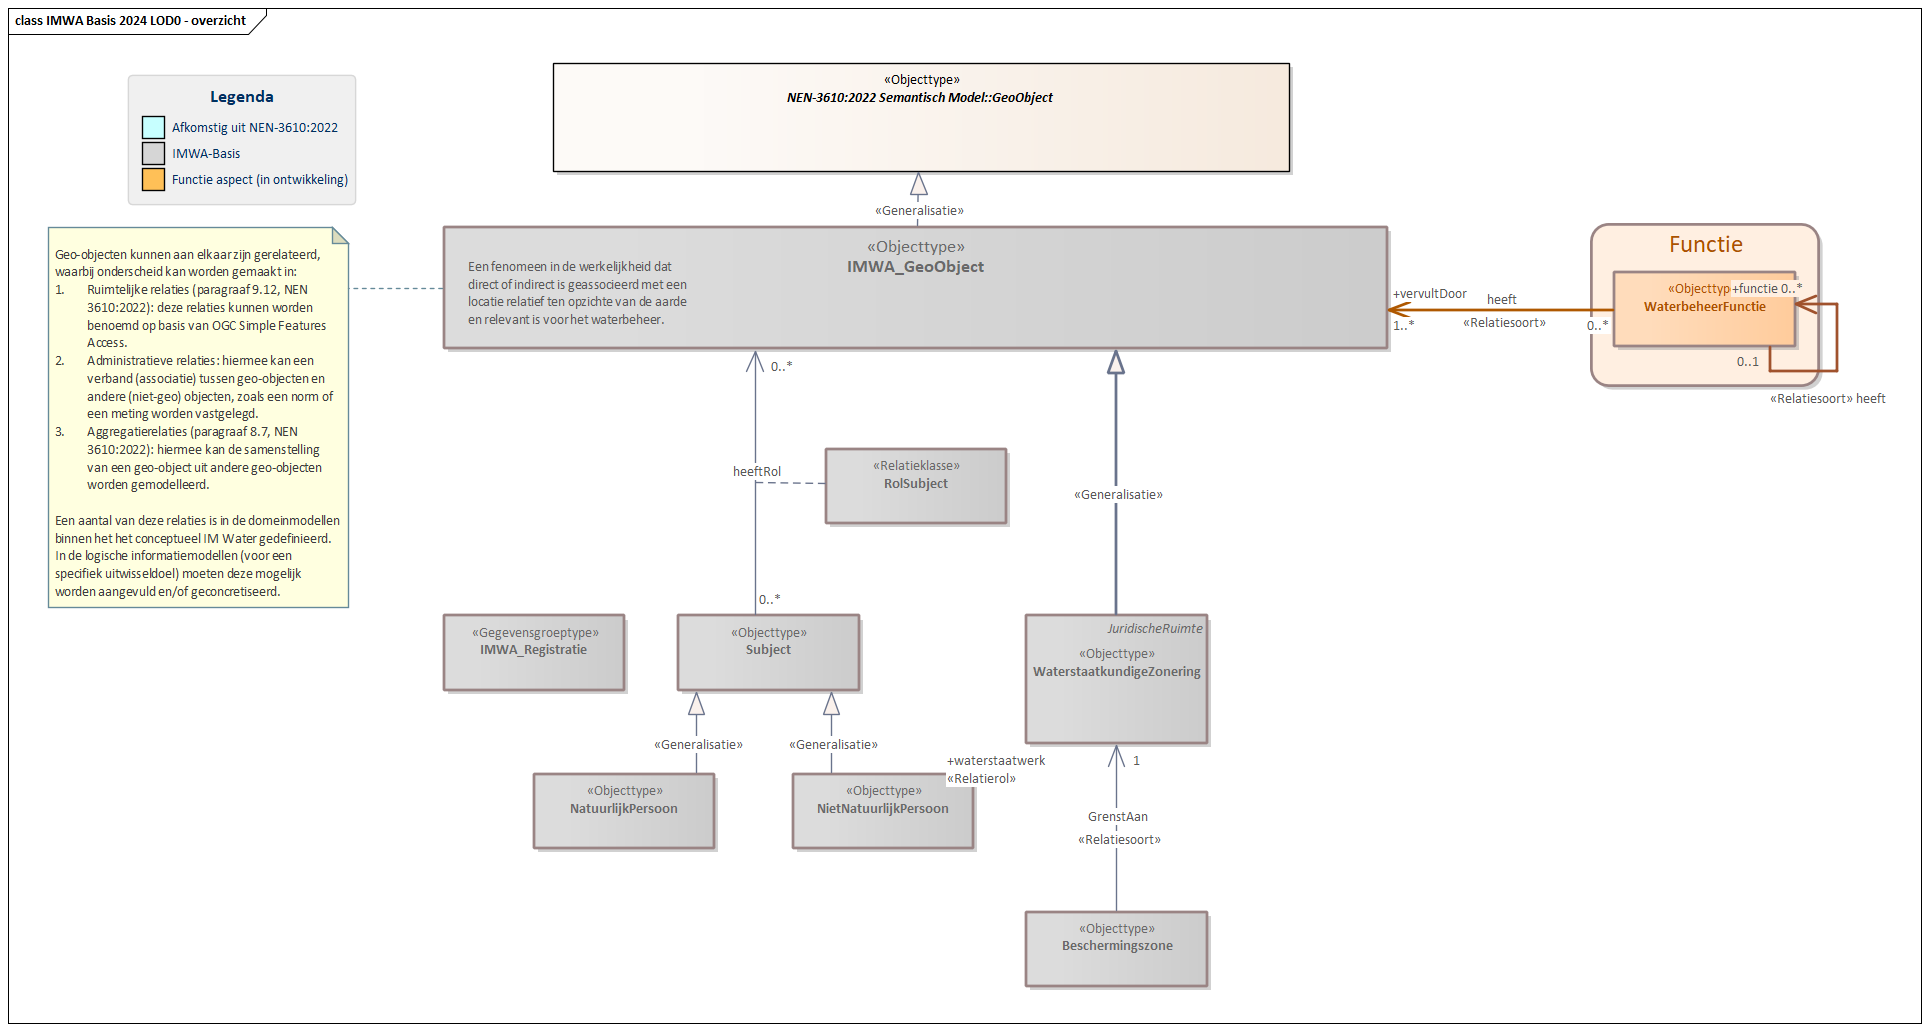 class IMWA Basis 2024 LOD0 - overzicht
Legenda
Afkomstig uit NEN-3610:2022
IMWA-Basis
Functie aspect (in ontwikkeling)
«Objecttype»
NEN-3610:2022 Semantisch Model::GeoObject
«Generalisatie»
Geo-objecten kunnen aan elkaar zijn gerelateerd,
waarbij onderscheid kan worden gemaakt in:
1. Ruimtelijke relaties (paragraaf 9.12, NEN
3610:2022): deze relaties kunnen worden
benoemd op basis van OGC Simple Features
Access.
2. Administratieve relaties: hiermee kan een
verband (associatie) tussen geo-objecten en
andere (niet-geo) objecten, zoals een norm of
een meting worden vastgelegd.
3. Aggregatierelaties (paragraaf 8.7, NEN
3610:2022): hiermee kan de samenstelling
van een geo-object uit andere geo-objecten
worden gemodelleerd.
Een aantal van deze relaties is in de domeinmodellen
binnen het het conceptueel IM Water gedefinieerd.
In de logische informatiemodellen (voor een
specifiek uitwisseldoel) moeten deze mogelijk
worden aangevuld en/of geconcretiseerd.
«Objecttype»
IMWA_GeoObject
Een fenomeen in de werkelijkheid dat
direct of indirect is geassocieerd met een
locatie relatief ten opzichte van de aarde
en relevant is voor het waterbeheer.
+vervultDoor
heeft
1..*
«Relatiesoort»
0..*
Functie
«Objecttyp
+functie 0..*
WaterbeheerFunctie
0..1
«Relatiesoort» heeft
0..*
heeftRol
«Relatieklasse»
RolSubject
«Generalisatie»
0..*
«Gegevensgroeptype»
IMWA_Registratie
«Objecttype»
Subject
JuridischeRuimte
«Objecttype»
WaterstaatkundigeZonering
«Generalisatie»
«Generalisatie»
+waterstaatwerk
«Relatierol»
1
«Objecttype»
NatuurlijkPersoon
«Objecttype»
NietNatuurlijkPersoon
GrenstAan
«Relatiesoort»
«Objecttype»
Beschermingszone